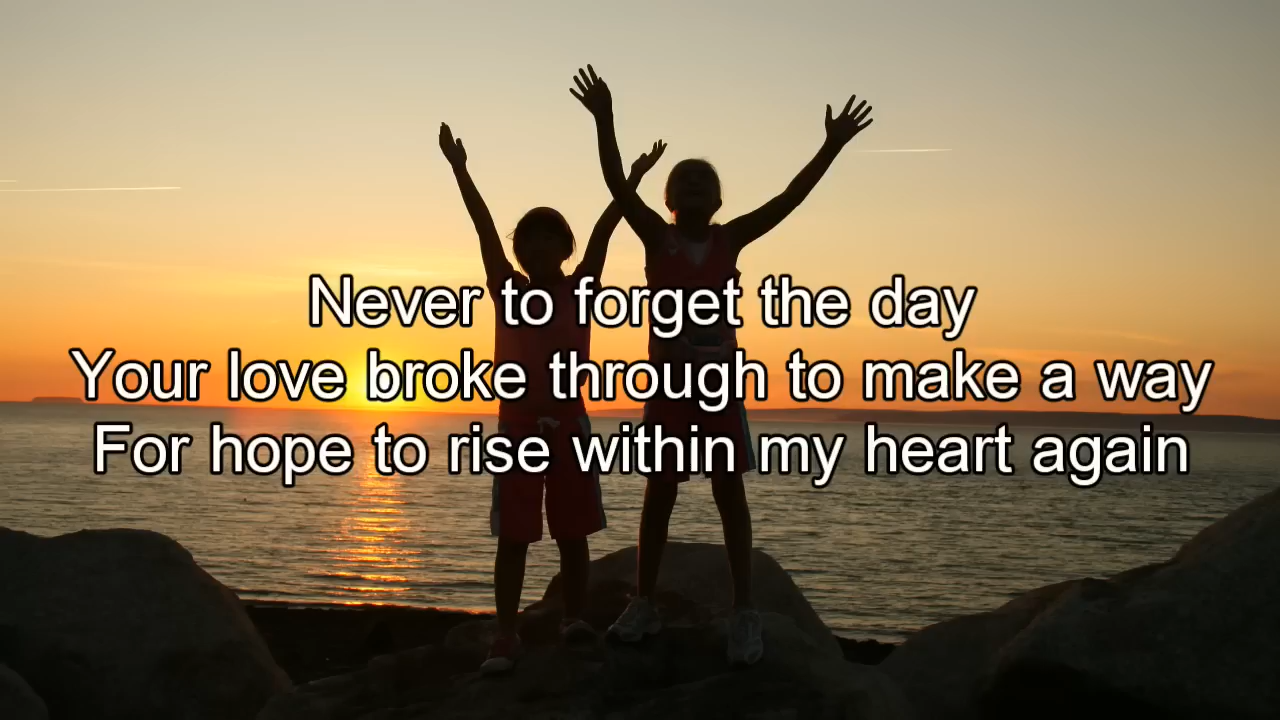 Never to forget the day
Your love broke through to make a way
For hope to rise within my heart again